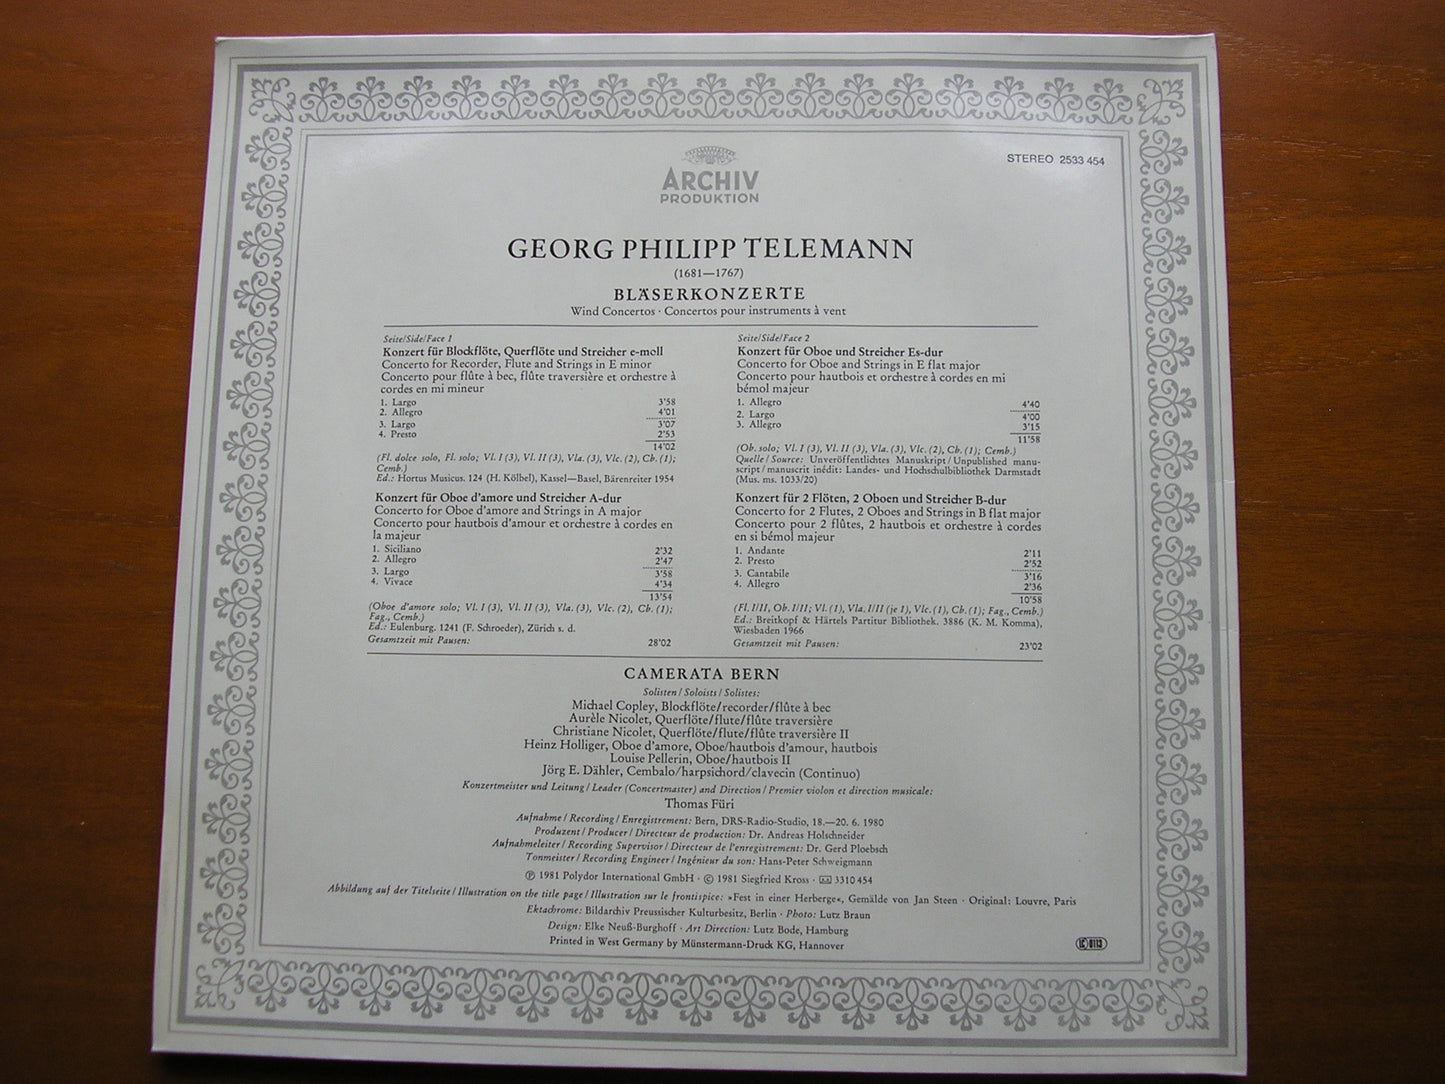 ARCHIV
PRODUKTION
STEREO 2533 454
GEORG PHILIPP TELEMANN
(1681—1767)
BLÄSERKONZERTE
Wind Concertos · Concertos pour instruments à vent
Seite/Side/Face 1
Konzert für Blockflöte, Querflöte und Streicher e-moll
Concerto for Recorder, Flute and Strings in E minor
Concerto pour flûte à bec, flûte traversière et orchestre à
cordes en mi mineur
1. Largo 3'58
2. Allegro 4'01
3. Largo 3'07
4. Presto 2'53
14'02
(Fl. dolce solo, Fl. solo; Vl. I (3), Vl. II (3), Vla. (3), Vlc. (2), Cb. (1);
Cemb.)
Ed.: Hortus Musicus. 124 (H. Kölbel), Kassel—Basel, Bärenreiter 1954
Konzert für Oboe d'amore und Streicher A-dur
Concerto for Oboe d'amore and Strings in A major
Concerto pour hautbois d'amour et orchestre à cordes en
la majeur
1. Siciliano 2'32
2. Allegro 2'47
3. Largo 3'58
4. Vivace 4'34
13'54
(Oboe d'amore solo; Vl. I (3), Vl. II (3), Vla. (3), Vlc. (2), Cb. (1);
Fag., Cemb.)
Ed.: Eulenburg. 1241 (F. Schroeder), Zürich s. d.
Gesamtzeit mit Pausen: 28'02
Seite/Side/Face 2
Konzert für Oboe und Streicher Es-dur
Concerto for Oboe and Strings in E flat major
Concerto pour hautbois et orchestre à cordes en mi
bémol majeur
1. Allegro 4'40
2. Largo 4'00
3. Allegro 3'15
11'58
(Ob. solo; Vl. I (3), Vl. II (3), Vla. (3), Vlc. (2), Cb. (1); Cemb.)
Quelle / Source: Unveröffentlichtes Manuskript / Unpublished manu-
script / manuscrit inédit: Landes- und Hochschulbibliothek Darmstadt
(Mus. ms. 1033/20)
Konzert für 2 Flöten, 2 Oboen und Streicher B-dur
Concerto for 2 Flutes, 2 Oboes and Strings in B flat major
Concerto pour 2 flûtes, 2 hautbois et orchestre à cordes
en si bémol majeur
1. Andante 2'11
2. Presto 2'52
3. Cantabile 3'16
4. Allegro 2'36
10'58
(Fl. I/II, Ob. I/II; Vl. (1), Vla. I/II (je 1), Vlc. (1), Cb. (1); Fag., Cemb.)
Ed.: Breitkopf & Härtels Partitur Bibliothek. 3886 (K. M. Komma),
Wiesbaden 1966
Gesamtzeit mit Pausen: 23'02
CAMERATA BERN
Solisten / Soloists / Solistes:
Michael Copley, Blockflöte/recorder/flûte à bec
Aurèle Nicolet, Querflöte/flute/flûte traversière
Christiane Nicolet, Querflöte/flute/flûte traversière II
Heinz Holliger, Oboe d'amore, Oboe/hautbois d'amour, hautbois
Louise Pellerin, Oboe/hautbois II
Jörg E. Dähler, Cembalo/harpsichord/clavecin (Continuo)
Konzertmeister und Leitung / Leader (Concertmaster) and Direction / Premier violon et direction musicale:
Thomas Füri
Aufnahme / Recording / Enregistrement: Bern, DRS-Radio-Studio, 18.—20. 6. 1980
Produzent / Producer / Directeur de production: Dr. Andreas Holschneider
Aufnahmeleiter / Recording Supervisor / Directeur de l'enregistrement: Dr. Gerd Ploebsch
Tonmeister / Recording Engineer / Ingénieur du son: Hans-Peter Schweigmann
℗ 1981 Polydor International GmbH · © 1981 Siegfried Kross · 3310 454
Abbildung auf der Titelseite / Illustration on the title page / Illustration sur le frontispice: »Fest in einer Herberge«, Gemälde von Jan Steen · Original: Louvre, Paris
Ektachrome: Bildarchiv Preussischer Kulturbesitz, Berlin · Photo: Lutz Braun
Design: Elke Neuß-Burghoff · Art Direction: Lutz Bode, Hamburg
Printed in West Germany by Münstermann-Druck KG, Hannover